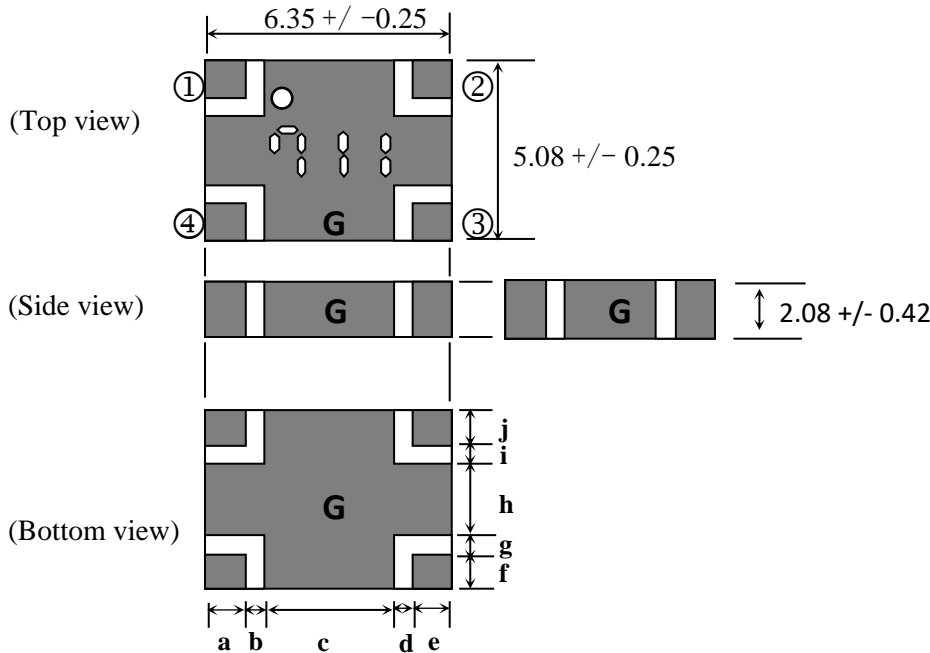 6.35 +/ −0.25
① ②
(Top view)
711
5.08 +/− 0.25
④ G ③
(Side view) G G 2.08 +/- 0.42
j
i
G h
(Bottom view)
g
f
a b c d e